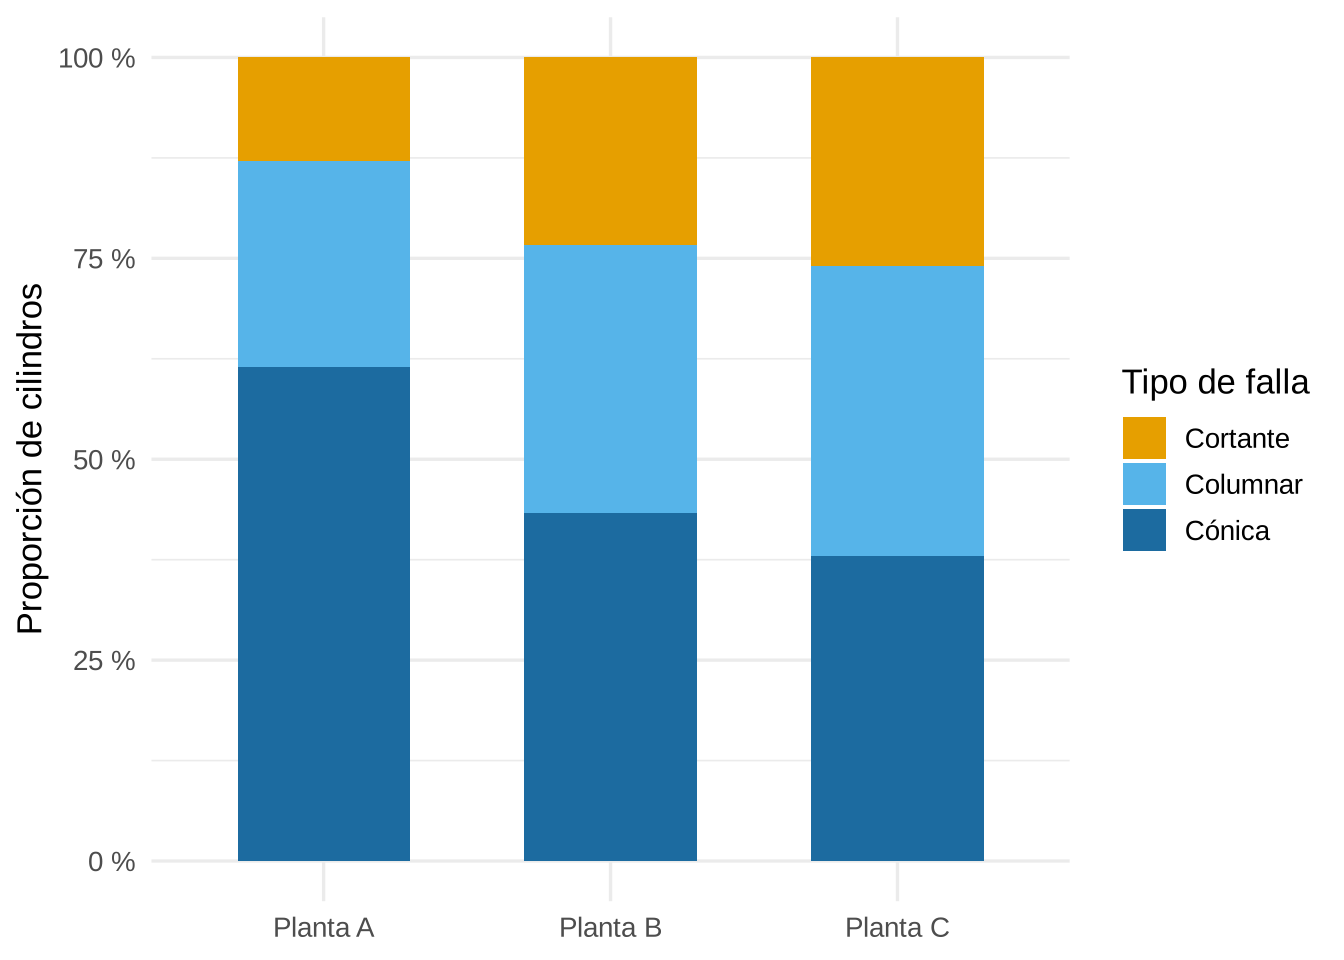 Proporción de cilindros
100 %
75 %
50 %
25 %
0 %
Planta A
Planta B
Planta C
Tipo de falla
Cortante
Columnar
Cónica